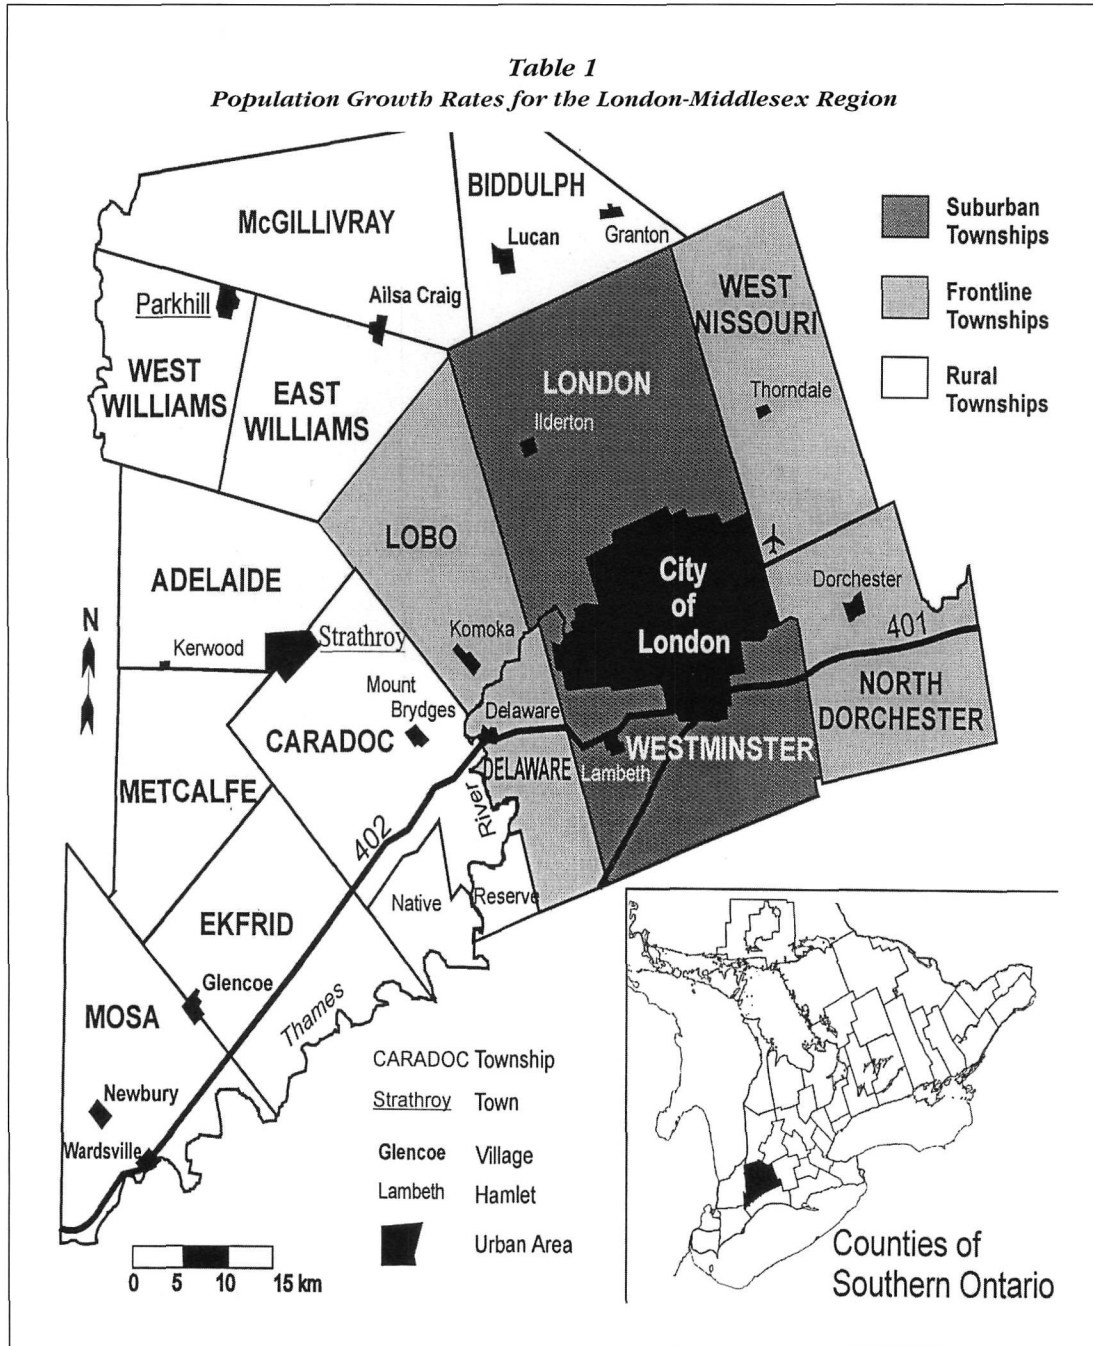 Table 1
Population Growth Rates for the London-Middlesex Region
BIDDULPH
McGILLIVRAY
Lucan
Granton
Suburban
Townships
Parkhill
Ailsa Craig
WEST
NISSOURI
Frontline
Townships
WEST
WILLIAMS
EAST
WILLIAMS
LONDON
Ilderton
Thorndale
Rural
Townships
LOBO
ADELAIDE
City
of
London
Dorchester
401
N
Kerwood
Strathroy
Komoka
Mount
Brydges
Delaware
CARADOC
NORTH
DORCHESTER
WESTMINSTER
DELAWARE
Lambeth
METCALFE
River
402
Native
Reserve
EKFRID
Glencoe
MOSA
Thames
Newbury
Wardsville
CARADOC Township
Strathroy Town
Glencoe Village
Lambeth Hamlet
Urban Area
0 5 10 15 km
Counties of
Southern Ontario